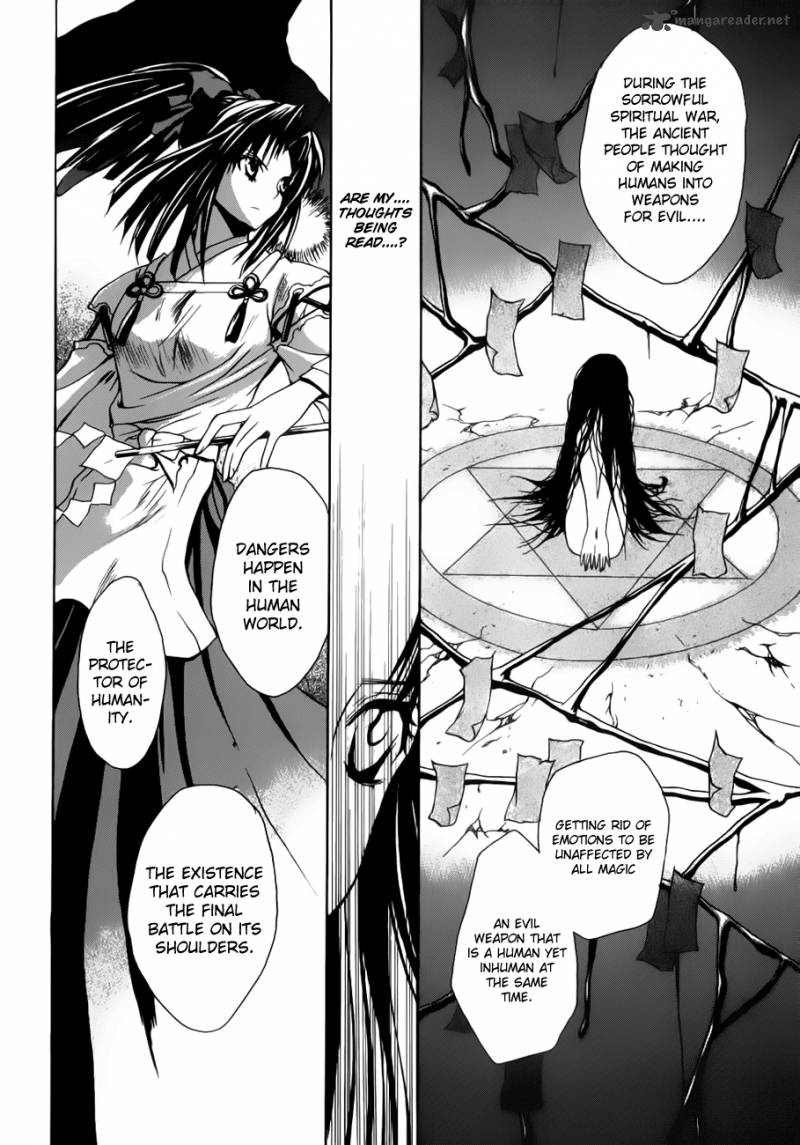 mangareader.net
DURING THE
SORROWFUL
SPIRITUAL WAR,
THE ANCIENT
PEOPLE THOUGHT
OF MAKING
HUMANS INTO
WEAPONS
FOR EVIL....
GETTING RID OF
EMOTIONS TO BE
UNAFFECTED BY
ALL MAGIC
AN EVIL
WEAPON THAT
IS A HUMAN YET
INHUMAN AT
THE SAME
TIME.
ARE MY....
THOUGHTS
BEING
READ....?
DANGERS
HAPPEN
IN THE
HUMAN
WORLD.
THE
PROTEC-
TOR OF
HUMAN-
ITY.
THE EXISTENCE
THAT CARRIES
THE FINAL
BATTLE ON ITS
SHOULDERS.